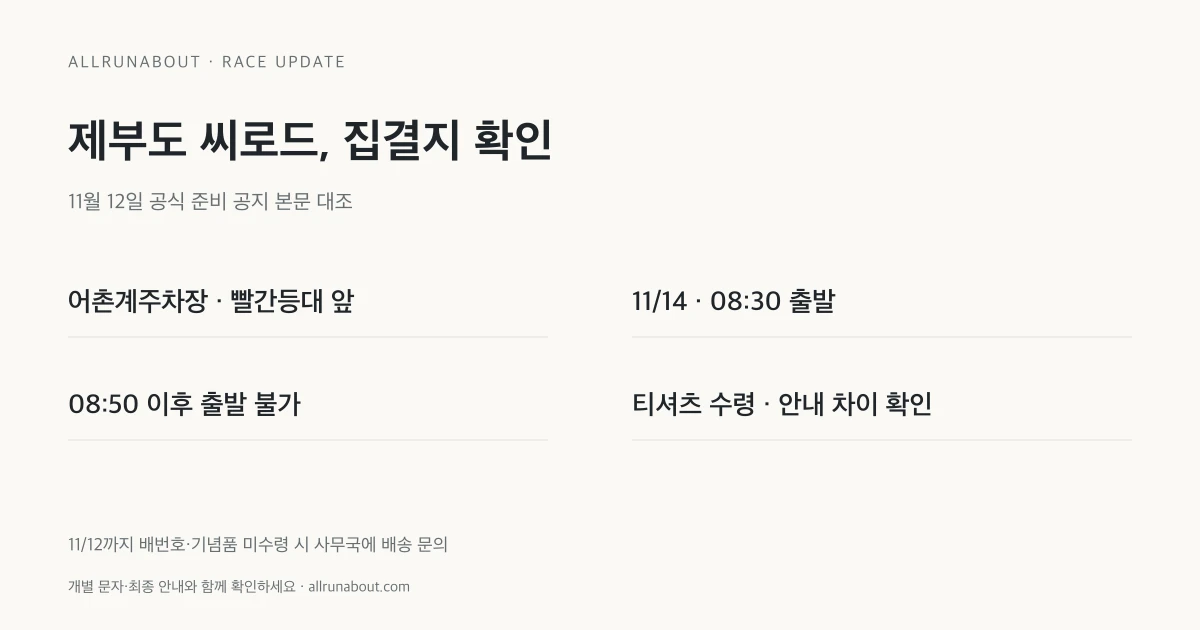 ALLRUNABOUT · RACE UPDATE
제부도 씨로드, 집결지 확인
11월 12일 공식 준비 공지 본문 대조
어촌계주차장 · 빨간등대 앞
11/14 · 08:30 출발
08:50 이후 출발 불가
티셔츠 수령 · 안내 차이 확인
11/12까지 배번호·기념품 미수령 시 사무국에 배송 문의
개별 문자·최종 안내와 함께 확인하세요 · allrunabout.com